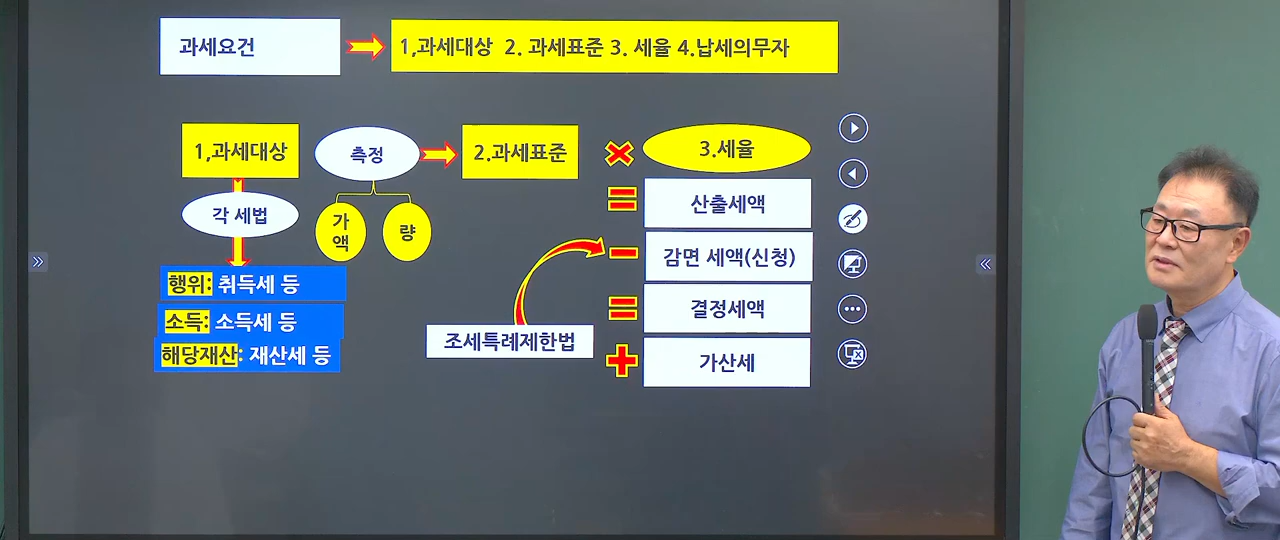 과세요건
1,과세대상 2. 과세표준 3. 세율 4.납세의무자
1,과세대상
측정
2.과세표준
3.세율
각 세법
가
액
량
산출세액
감면 세액(신청)
행위: 취득세 등
소득: 소득세 등
해당재산: 재산세 등
결정세액
조세특례제한법
가산세